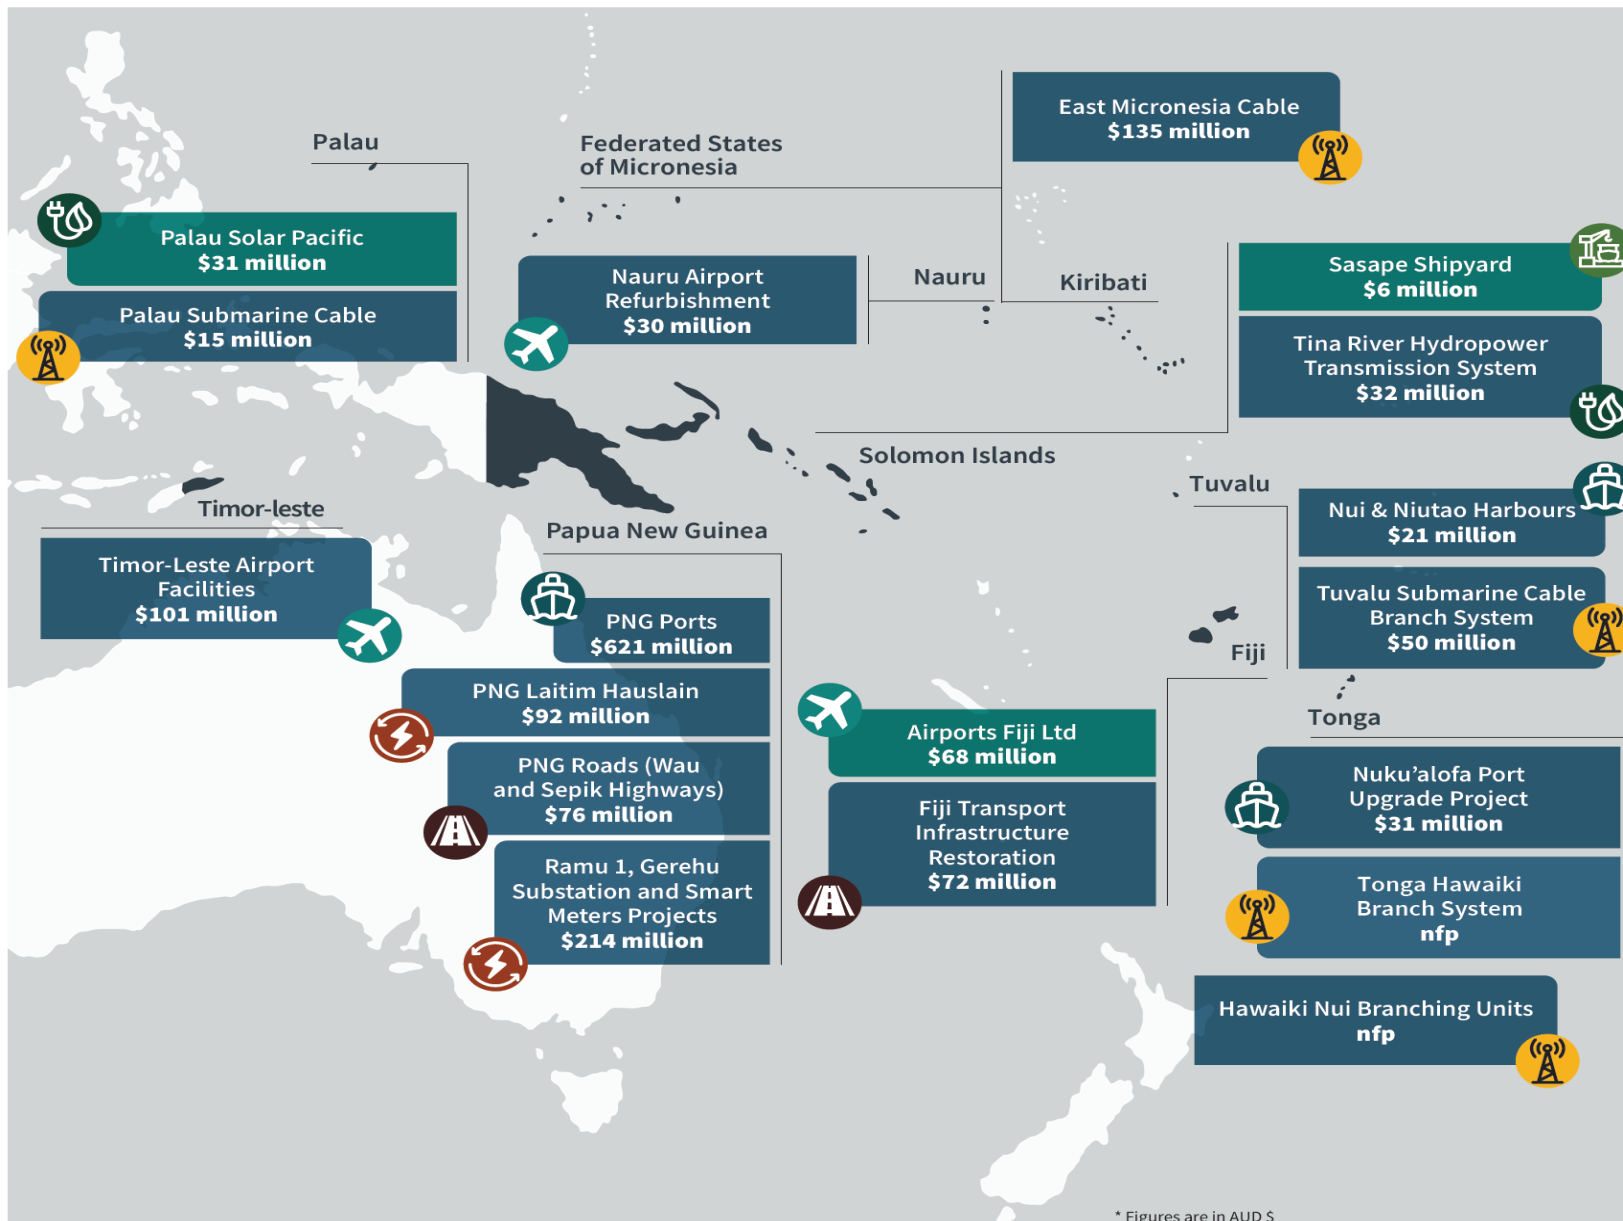 East Micronesia Cable
$135 million
Palau
Federated States
of Micronesia
Palau Solar Pacific
$31 million
Palau Submarine Cable
$15 million
Nauru Airport
Refurbishment
$30 million
Nauru
Kiribati
Sasape Shipyard
$6 million
Tina River Hydropower
Transmission System
$32 million
Solomon Islands
Timor-leste
Timor-Leste Airport
Facilities
$101 million
Papua New Guinea
PNG Ports
$621 million
PNG Laitim Hauslain
$92 million
PNG Roads (Wau
and Sepik Highways)
$76 million
Ramu 1, Gerehu
Substation and Smart
Meters Projects
$214 million
Tuvalu
Nui & Niutao Harbours
$21 million
Tuvalu Submarine Cable
Branch System
$50 million
Fiji
Airports Fiji Ltd
$68 million
Fiji Transport
Infrastructure
Restoration
$72 million
Tonga
Nuku’alofa Port
Upgrade Project
$31 million
Tonga Hawaiki
Branch System
nfp
Hawaiki Nui Branching Units
nfp
* Figures are in AUD $